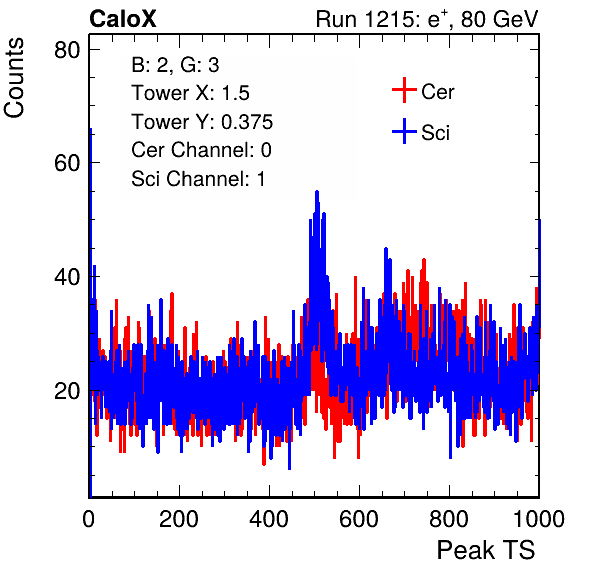 CaloX Run 1215: e+, 80 GeV
Counts
B: 2, G: 3
Tower X: 1.5
Tower Y: 0.375
Cer Channel: 0
Sci Channel: 1
Cer
Sci
80
60
40
20
0 200 400 600 800 1000
Peak TS